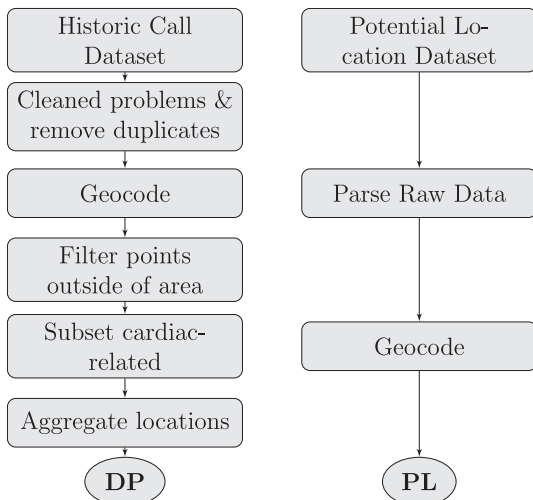 Historic Call
Dataset
Cleaned problems &
remove duplicates
Geocode
Filter points
outside of area
Subset cardiac-
related
Aggregate locations
DP
Potential Lo-
cation Dataset
Parse Raw Data
Geocode
PL